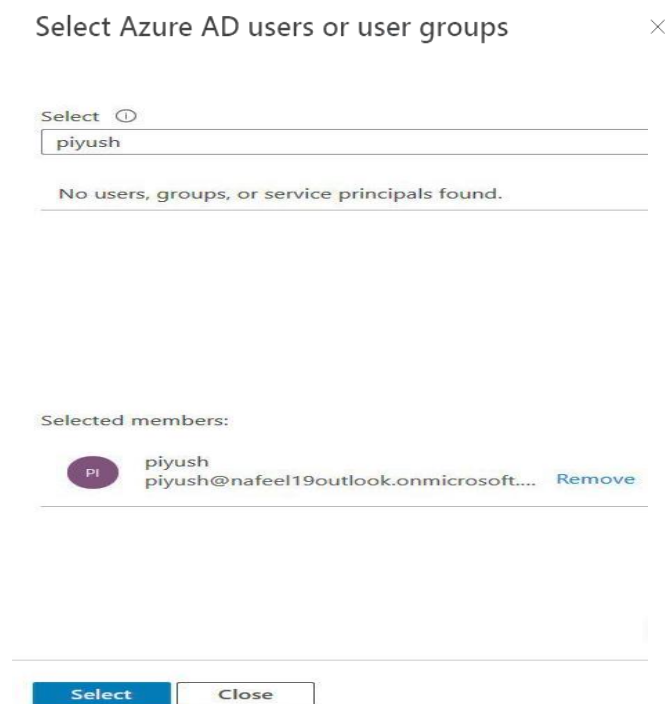 Select Azure AD users or user groups
Select
piyush
No users, groups, or service principals found.
Selected members:
PI
piyush
piyush@nafeel19outlook.onmicrosoft.... Remove
Select Close